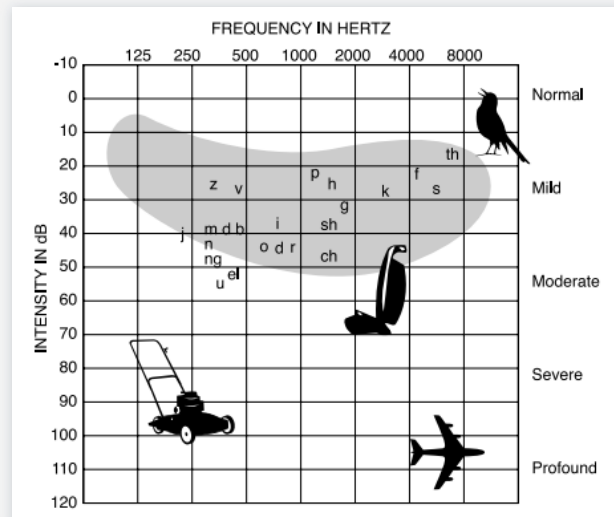 FREQUENCY IN HERTZ
125 250 500 1000 2000 4000 8000
INTENSITY IN dB
-10
0 Normal
10
th
20
p f
z v h k s Mild
30
g
i sh
j m d b
40
n o d r
ng ch
50
el
u Moderate
60
70
80 Severe
90
100
110 Profound
120